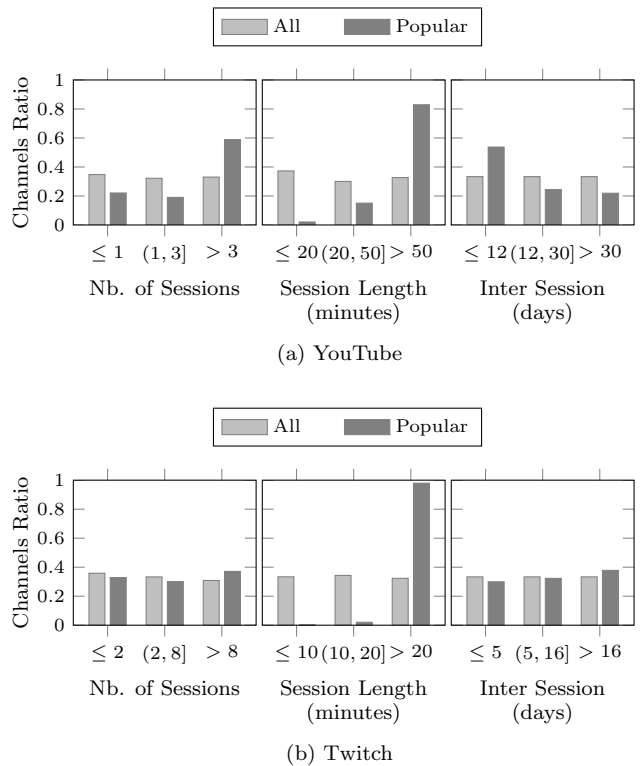 All Popular
1
0.8
0.6
0.4
0.2
0
Channels Ratio
≤ 1 (1, 3] > 3 ≤ 20 (20, 50] > 50 ≤ 12 (12, 30] > 30
Nb. of Sessions Session Length Inter Session
(minutes) (days)
(a) YouTube
All Popular
1
0.8
0.6
0.4
0.2
0
Channels Ratio
≤ 2 (2, 8] > 8 ≤ 10 (10, 20] > 20 ≤ 5 (5, 16] > 16
Nb. of Sessions Session Length Inter Session
(minutes) (days)
(b) Twitch